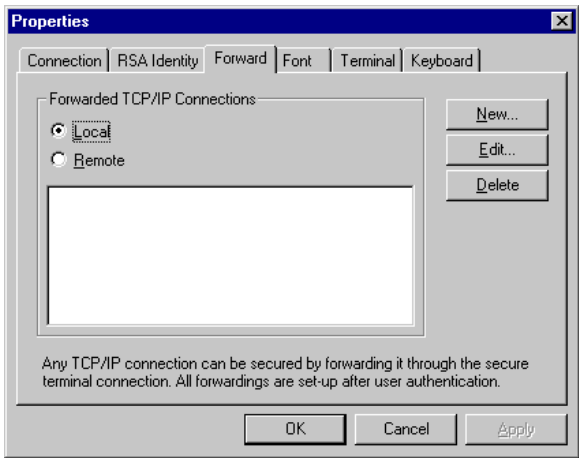 Properties
Connection RSA Identity Forward Font Terminal Keyboard
Forwarded TCP/IP Connections
Local
Remote
New...
Edit...
Delete
Any TCP/IP connection can be secured by forwarding it through the secure
terminal connection. All forwardings are set-up after user authentication.
OK Cancel Apply